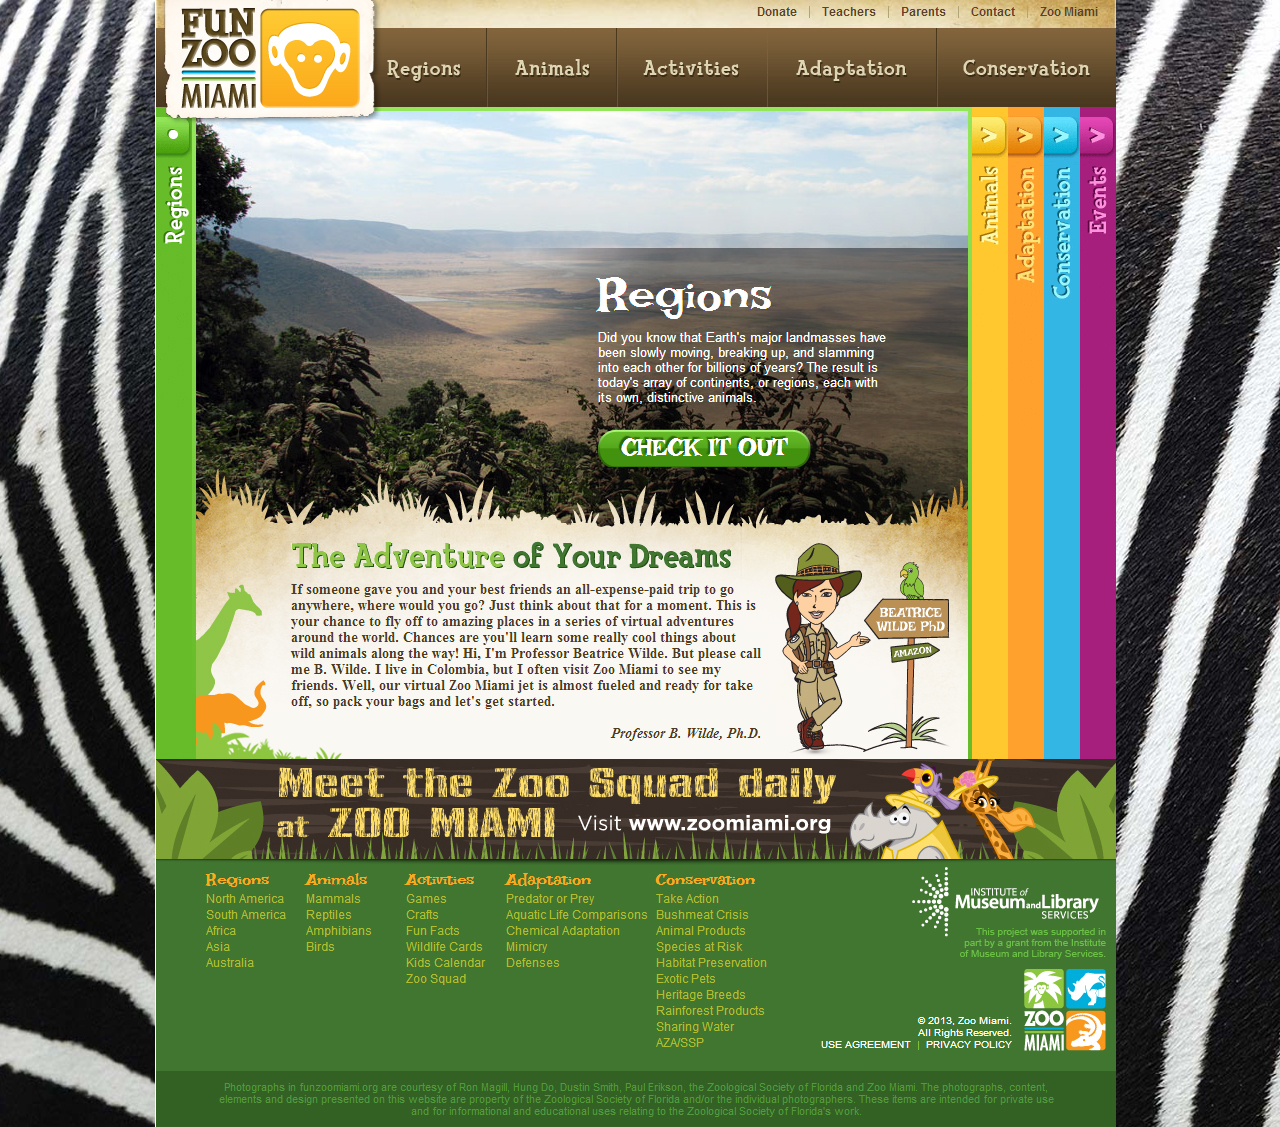 Donate | Teachers | Parents | Contact | Zoo Miami
FUN
ZOO
MIAMI
Regions Animals Activities Adaptation Conservation
Regions
Animals
Adaptation
Conservation
Events
Regions
Did you know that Earth's major landmasses have
been slowly moving, breaking up, and slamming
into each other for billions of years? The result is
today's array of continents, or regions, each with
its own, distinctive animals.
CHECK IT OUT
The Adventure of Your Dreams
If someone gave you and your best friends an all-expense-paid trip to go
anywhere, where would you go? Just think about that for a moment. This is
your chance to fly off to amazing places in a series of virtual adventures
around the world. Chances are you'll learn some really cool things about
wild animals along the way! Hi, I'm Professor Beatrice Wilde. But please call
me B. Wilde. I live in Colombia, but I often visit Zoo Miami to see my
friends. Well, our virtual Zoo Miami jet is almost fueled and ready for take
off, so pack your bags and let's get started.
Professor B. Wilde, Ph.D.
BEATRICE
WILDE PhD
AMAZON
Meet the Zoo Squad daily
at ZOO MIAMI Visit www.zoomiami.org
Regions
North America
South America
Africa
Asia
Australia
Animals
Mammals
Reptiles
Amphibians
Birds
Activities
Games
Crafts
Fun Facts
Wildlife Cards
Kids Calendar
Zoo Squad
Adaptation
Predator or Prey
Aquatic Life Comparisons
Chemical Adaptation
Mimicry
Defenses
Conservation
Take Action
Bushmeat Crisis
Animal Products
Species at Risk
Habitat Preservation
Exotic Pets
Heritage Breeds
Rainforest Products
Sharing Water
AZA/SSP
INSTITUTE of
Museum and Library
SERVICES
This project was supported in
part by a grant from the Institute
of Museum and Library Services.
© 2013, Zoo Miami.
All Rights Reserved.
USE AGREEMENT | PRIVACY POLICY
ZOO
MIAMI
Photographs in funzoomiami.org are courtesy of Ron Magill, Hung Do, Dustin Smith, Paul Erikson, the Zoological Society of Florida and Zoo Miami. The photographs, content,
elements and design presented on this website are property of the Zoological Society of Florida and/or the individual photographers. These items are intended for private use
and for informational and educational uses relating to the Zoological Society of Florida's work.